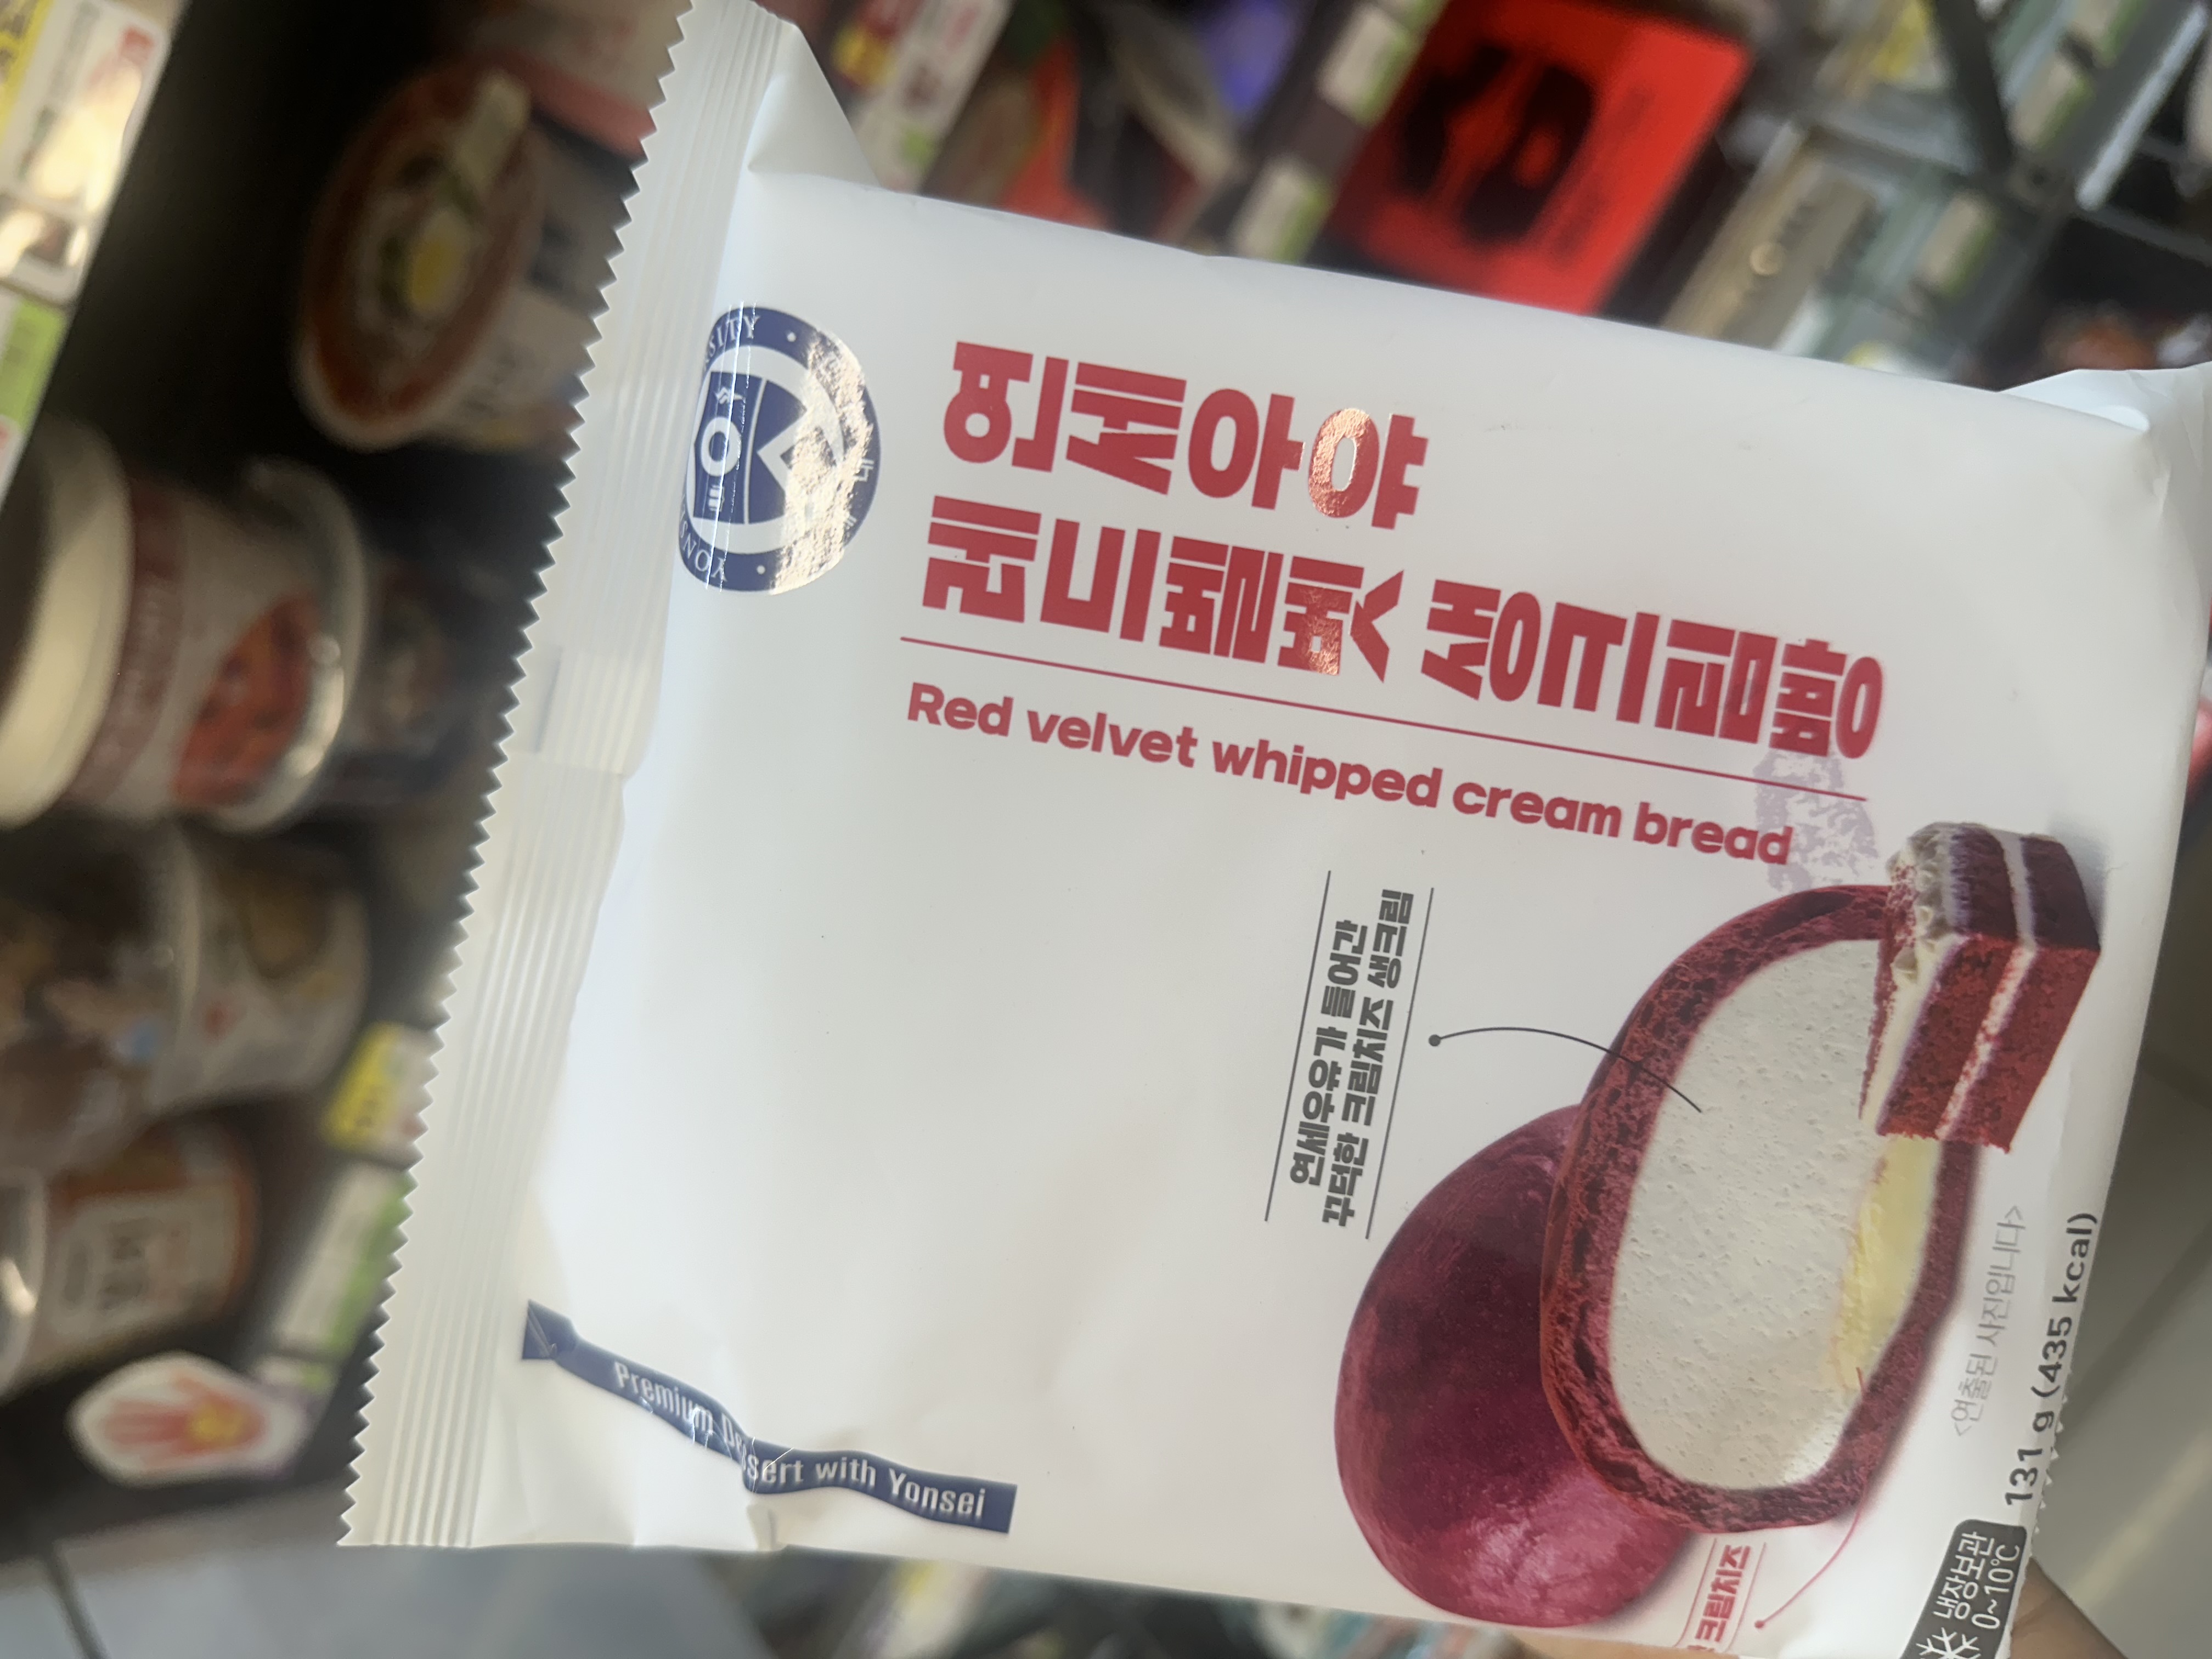 연세우유
레드벨벳 생크림빵
Red velvet whipped cream bread
연세우유가 들어간
꾸덕한 크림치즈 생크림
크림치즈
<연출된 사진입니다>
131 g (435 kcal)
냉장보관
0~10℃
Premium Dessert with Yonsei